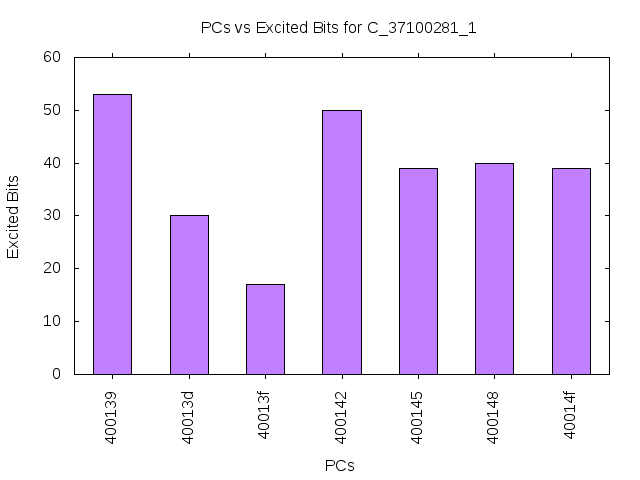 PCs vs Excited Bits for C_37100281_1
60
50
40
30
20
10
0
Excited Bits
400139
40013d
40013f
400142
400145
400148
40014f
PCs